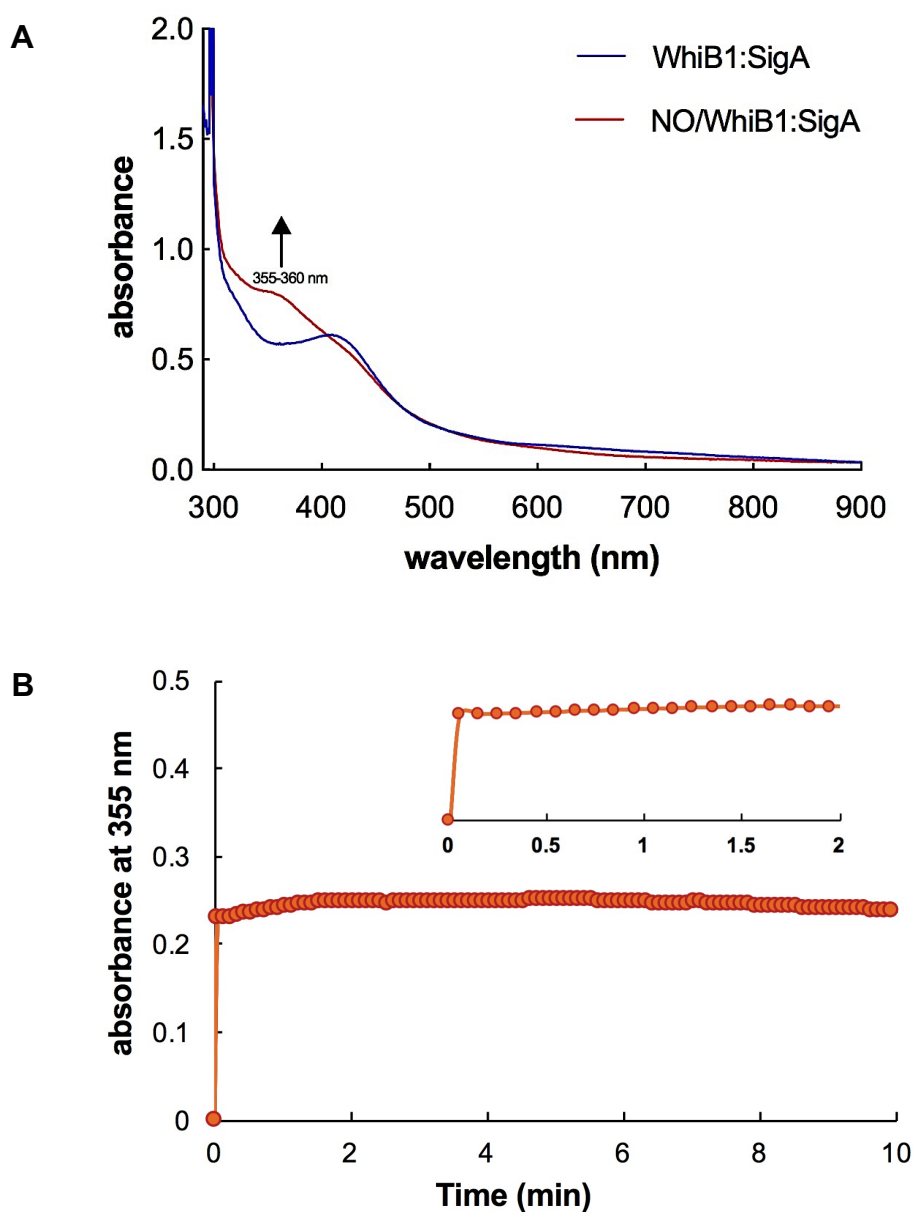 A
2.0
1.5
1.0
0.5
0.0
absorbance
WhiB1:SigA
NO/WhiB1:SigA
355-360 nm
300 400 500 600 700 800 900
wavelength (nm)
B
0.5
0.4
0.3
0.2
0.1
0
absorbance at 355 nm
0 0.5 1 1.5 2
0 2 4 6 8 10
Time (min)